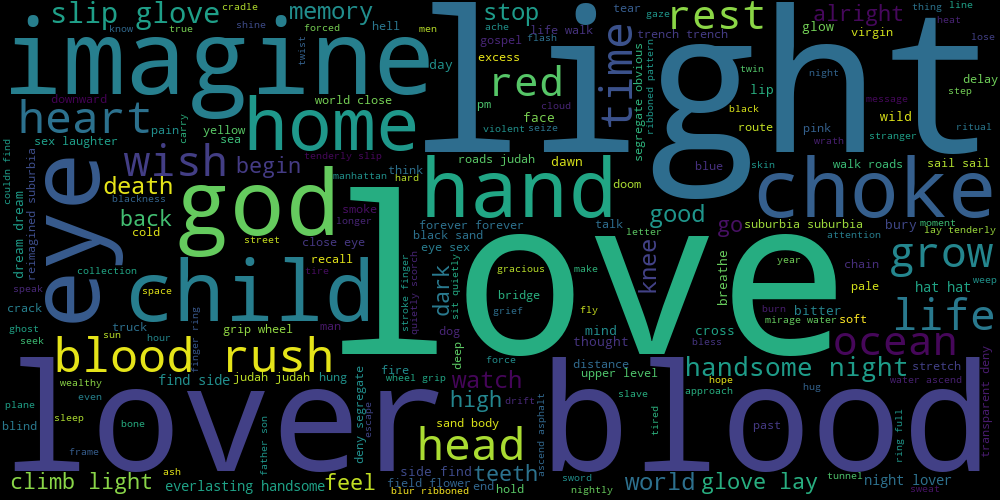 slip glove
cradle
memory
stop
tear
gaze
rest
alright
thing
line
know
true
shine
forced
hell
men
ache
life walk
trench trench
glow
virgin
heat
imagine
twist
gospel
flash
time
light
lose
day
excess
red
segregate obvious
ribboned pattern
twin
night
delay
downward
world close
pm
cloud
lip
black
message
step
heart
pain
carry
yellow
home
face
violent
seize
route
pink
wild
stranger
ritual
sex laughter
sea
wrath
couldn find
reimagined suburbia
eye
wish
begin
tenderly slip
think
roads judah
dawn
blue
skin
walk roads
sail sail
death
god
manhattan
hard
hand
doom
choke
blackness
smoke
longer
back
cold
street
forever forever
black sand
talk
letter
good
go
suburbia suburbia
bury
moment
lay tenderly
dream dream
close eye
eye sex
love
knee
attention
grow
collection
recall
stroke finger
quietly scorch
dark
sit quietly
gracious
make
breathe
year
chain
weep
speak
space
child
tire
bridge
pale
hat hat
crack
finger ring
grief
fly
burn
mirage water
bitter
soft
life
ghost
seek
sun
truck
hour
grip wheel
man
dog
deep
mind
thought
cross
bless
ocean
blood rush
force
distance
handsome night
stretch
wealthy
even
find side
judah judah
hung
fire
wheel grip
watch
upper level
hope
approach
water ascend
transparent deny
plane
sleep
lover
deny segregate
escape
high
drift
slave
hug
blood
blind
bone
father son
sand body
head
ascend asphalt
tired
past
ring full
frame
climb light
ash
everlasting handsome
feel
side find
field flower
blur ribboned
teeth
end
hold
sword
nightly
world
glove lay
tunnel
night lover
sweat